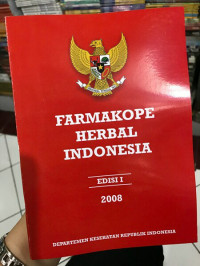 FARMAKOPE
HERBAL
INDONESIA
EDISI I
2008
DEPARTEMEN KESEHATAN REPUBLIK INDONESIA